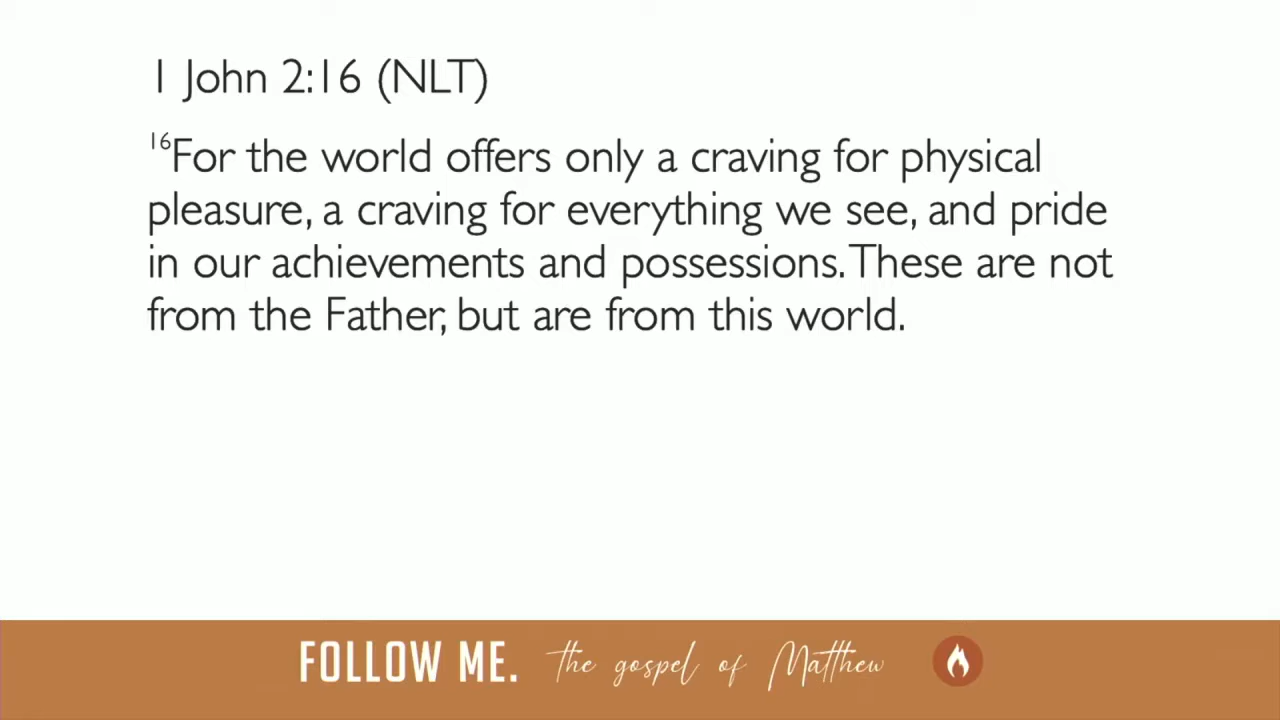 1 John 2:16 (NLT)
16For the world offers only a craving for physical
pleasure, a craving for everything we see, and pride
in our achievements and possessions. These are not
from the Father, but are from this world.
FOLLOW ME. the gospel of Matthew